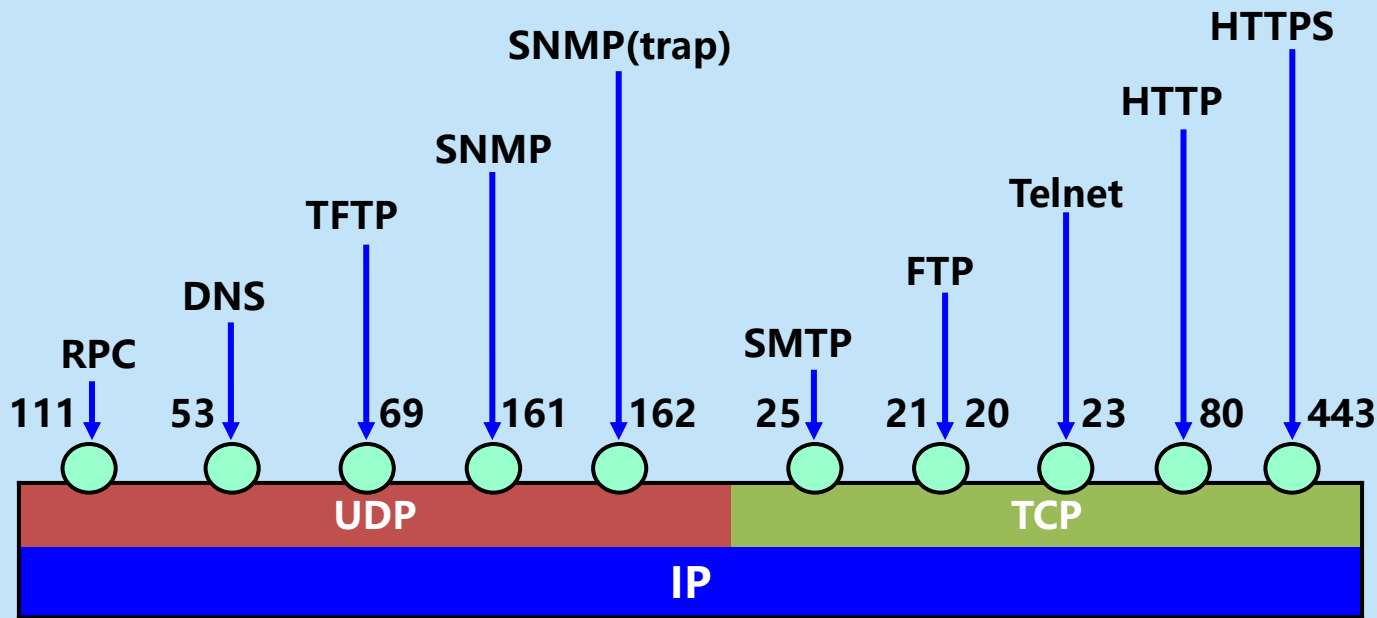 HTTPS
SNMP(trap)
HTTP
SNMP
Telnet
TFTP
FTP
DNS
SMTP
RPC
111 53 69 161 162 25 21 20 23 80 443
UDP TCP
IP